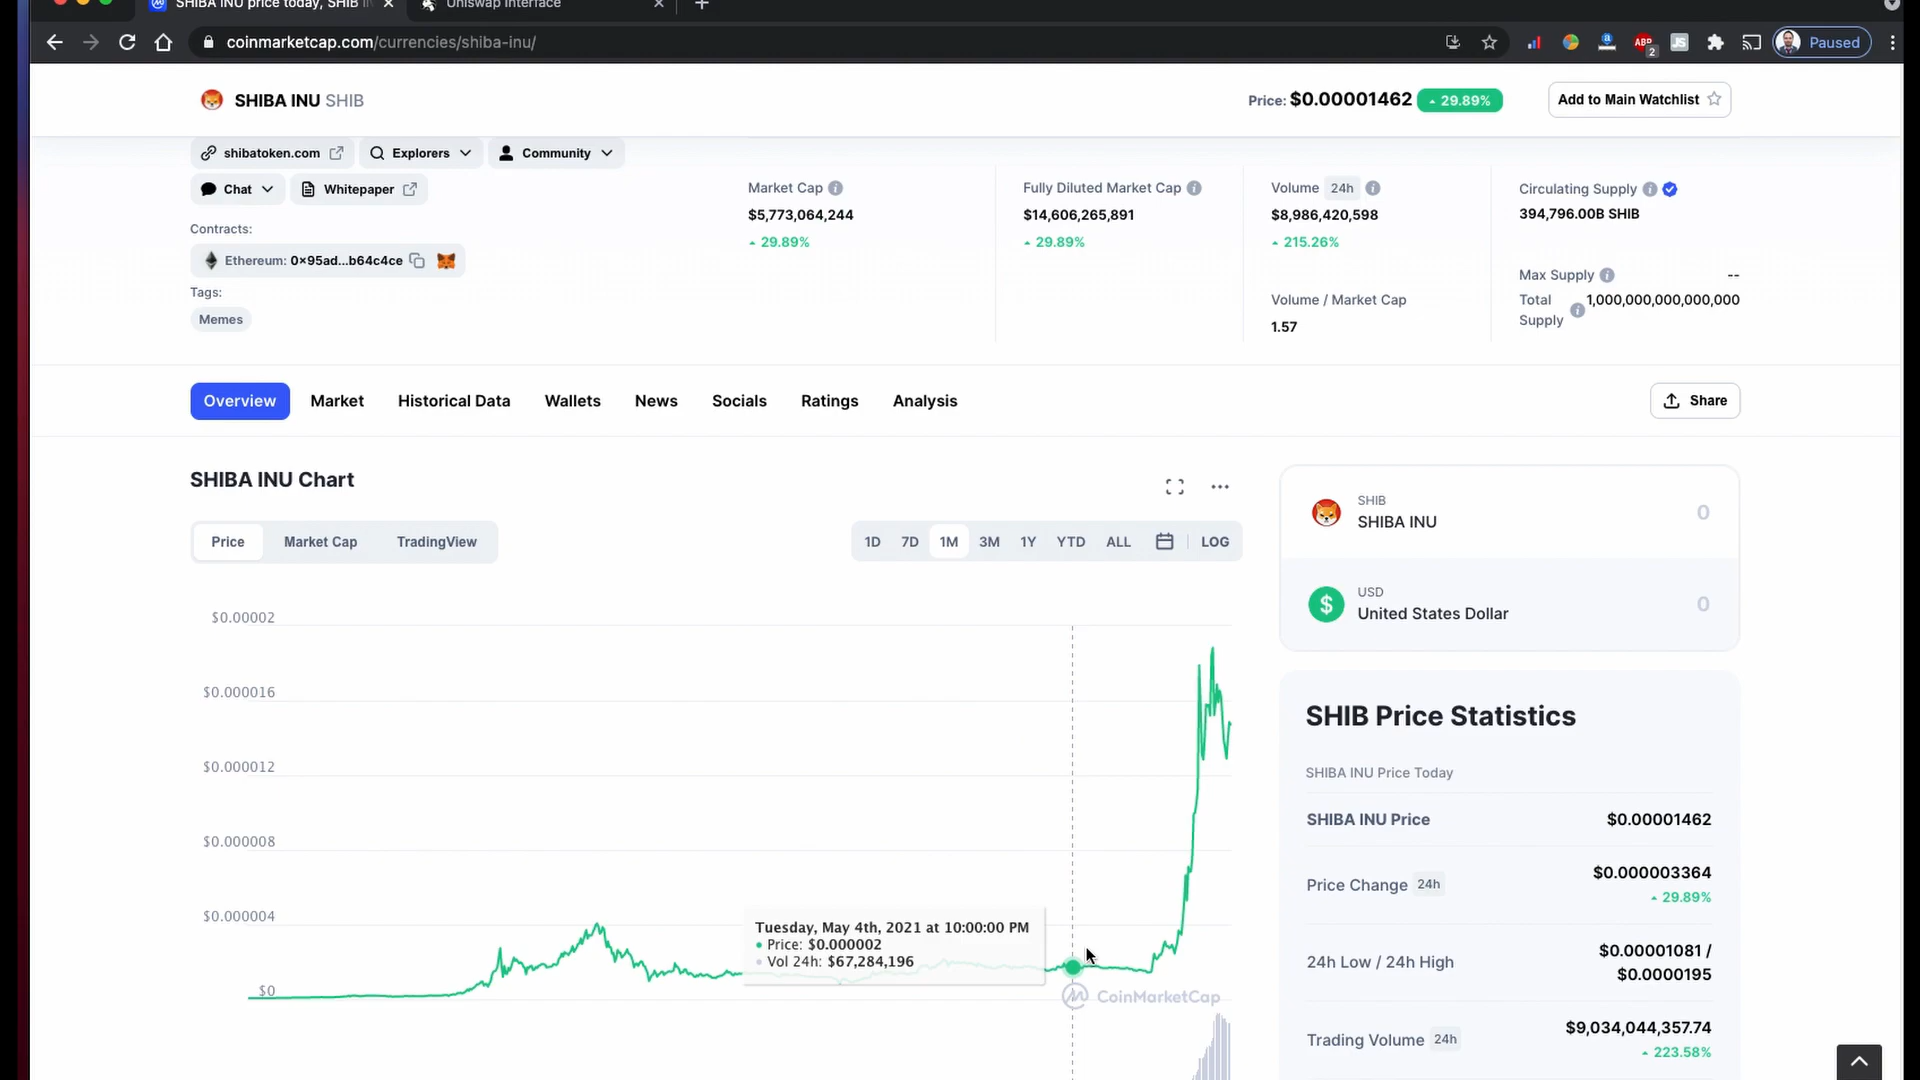 SHIBA INU price today, SHIB
Uniswap Interface
coinmarketcap.com/currencies/shiba-inu/
ABP
2
JS
Paused
SHIBA INU SHIB
Price: $0.00001462
29.89%
Add to Main Watchlist
shibatoken.com
Explorers
Community
Chat
Whitepaper
Contracts:
Ethereum: 0×95ad...b64c4ce
Tags:
Memes
Market Cap
$5,773,064,244
29.89%
Fully Diluted Market Cap
$14,606,265,891
29.89%
Volume 24h
$8,986,420,598
215.26%
Volume / Market Cap
1.57
Circulating Supply
394,796.00B SHIB
Max Supply --
Total Supply 1,000,000,000,000,000
Overview
Market
Historical Data
Wallets
News
Socials
Ratings
Analysis
Share
SHIBA INU Chart
Price
Market Cap
TradingView
1D
7D
1M
3M
1Y
YTD
ALL
LOG
$0.00002
$0.000016
$0.000012
$0.000008
$0.000004
$0
Tuesday, May 4th, 2021 at 10:00:00 PM
Price: $0.000002
Vol 24h: $67,284,196
CoinMarketCap
SHIB
SHIBA INU
0
USD
United States Dollar
0
SHIB Price Statistics
SHIBA INU Price Today
SHIBA INU Price $0.00001462
Price Change 24h $0.000003364
29.89%
24h Low / 24h High $0.00001081 /
$0.0000195
Trading Volume 24h $9,034,044,357.74
223.58%